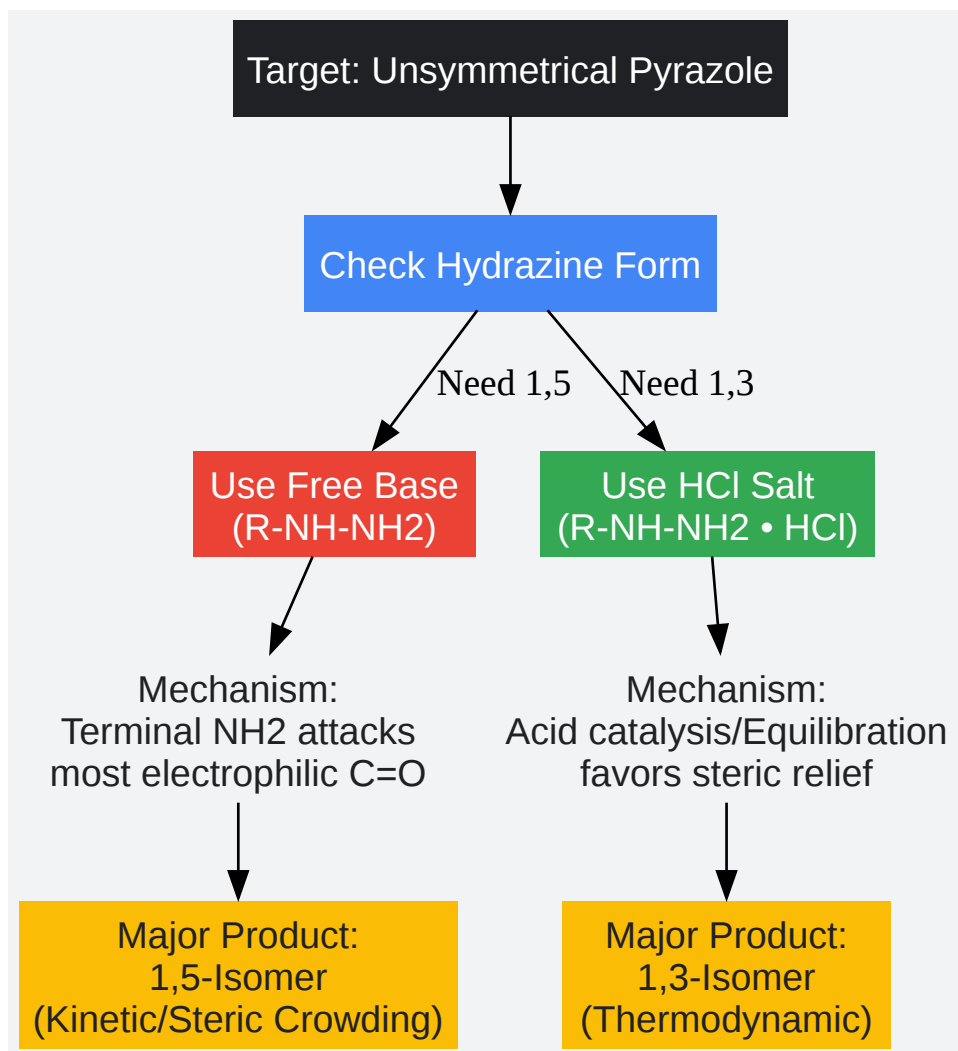 Target: Unsymmetrical Pyrazole
Check Hydrazine Form
Need 1,5
Need 1,3
Use Free Base
(R-NH-NH2)
Use HCl Salt
(R-NH-NH2 • HCl)
Mechanism:
Terminal NH2 attacks
most electrophilic C=O
Mechanism:
Acid catalysis/Equilibration
favors steric relief
Major Product:
1,5-Isomer
(Kinetic/Steric Crowding)
Major Product:
1,3-Isomer
(Thermodynamic)